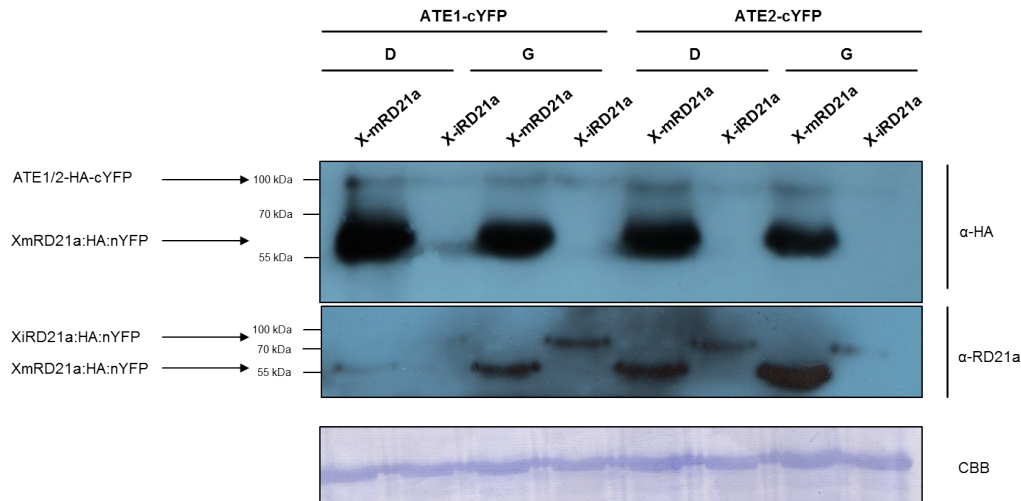 ATE1-cYFP ATE2-cYFP
D G D G
X-mRD21a X-iRD21a X-mRD21a X-iRD21a X-mRD21a X-iRD21a X-mRD21a X-iRD21a
ATE1/2-HA-cYFP 100 kDa
70 kDa
XmRD21a:HA:nYFP α-HA
55 kDa
100 kDa
XiRD21a:HA:nYFP
70 kDa α-RD21a
XmRD21a:HA:nYFP 55 kDa
CBB